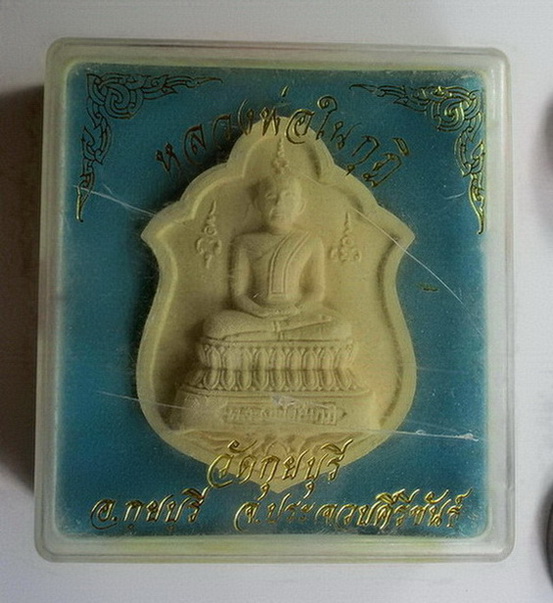 หลวงพ่อในกุฏิ
วัดกุยบุรี
อ.กุยบุรี จ.ประจวบคีรีขันธ์